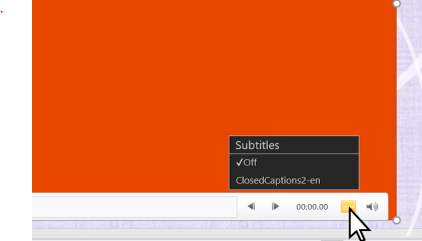 .
Subtitles
✓Off
ClosedCaptions2-en
00:00.00